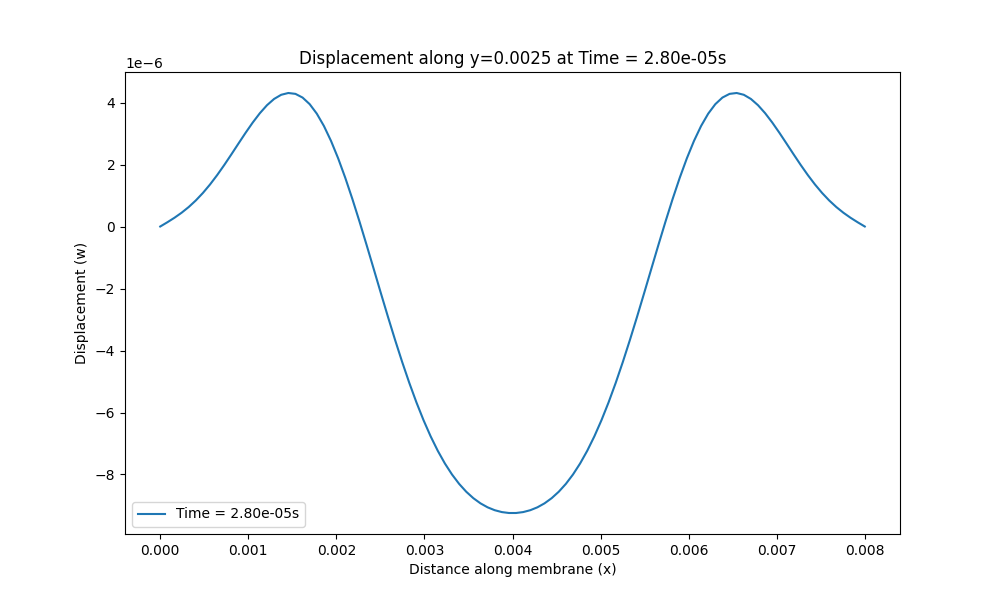 Displacement along y=0.0025 at Time = 2.80e-05s
1e−6
4
2
0
−2
−4
−6
−8
Displacement (w)
Time = 2.80e-05s
0.000 0.001 0.002 0.003 0.004 0.005 0.006 0.007 0.008
Distance along membrane (x)